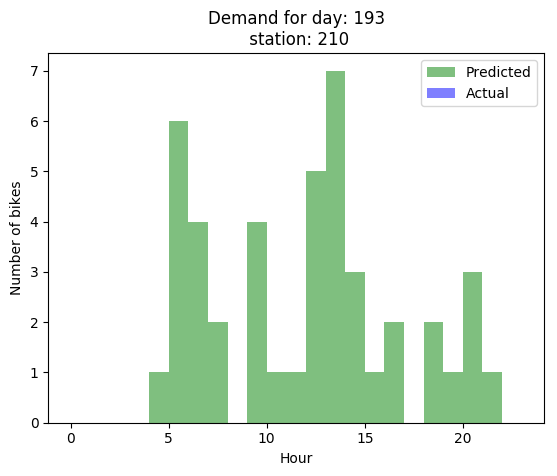 Demand for day: 193
station: 210
Predicted
Actual
Number of bikes
7
6
5
4
3
2
1
0
0 5 10 15 20
Hour